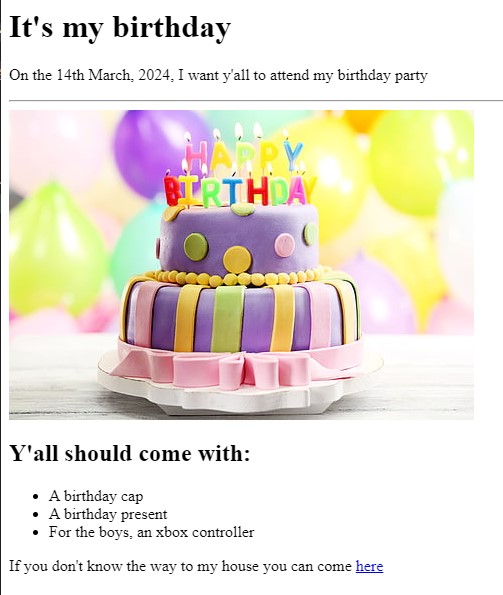 It's my birthday
On the 14th March, 2024, I want y'all to attend my birthday party
HAPPY
BIRTHDAY
Y'all should come with:
A birthday cap
A birthday present
For the boys, an xbox controller
If you don't know the way to my house you can come here